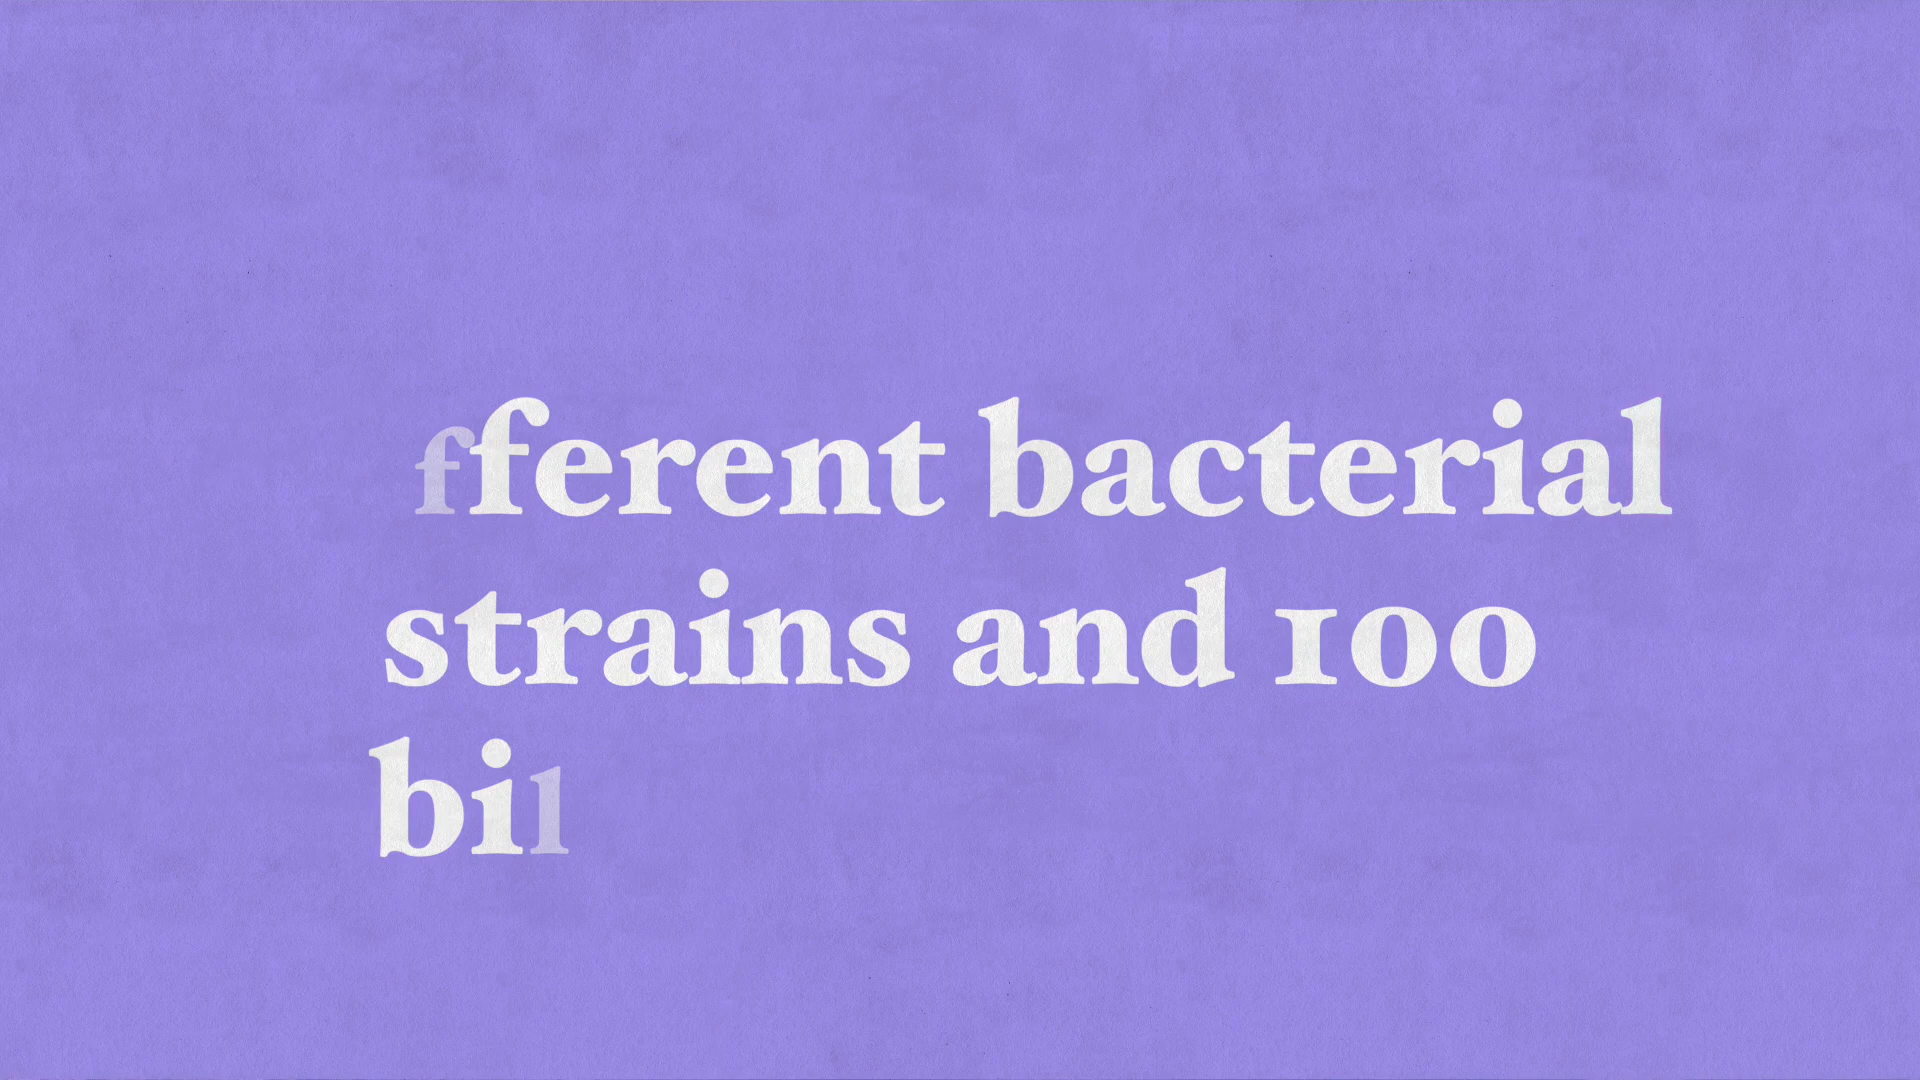 fferent bacterial
strains and 100
bil